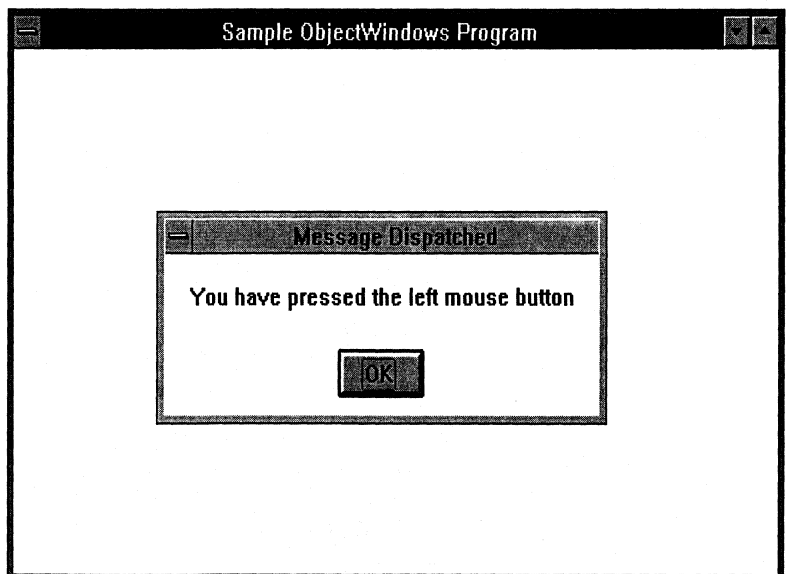 Sample ObjectWindows Program
Message Dispatched
You have pressed the left mouse button
OK